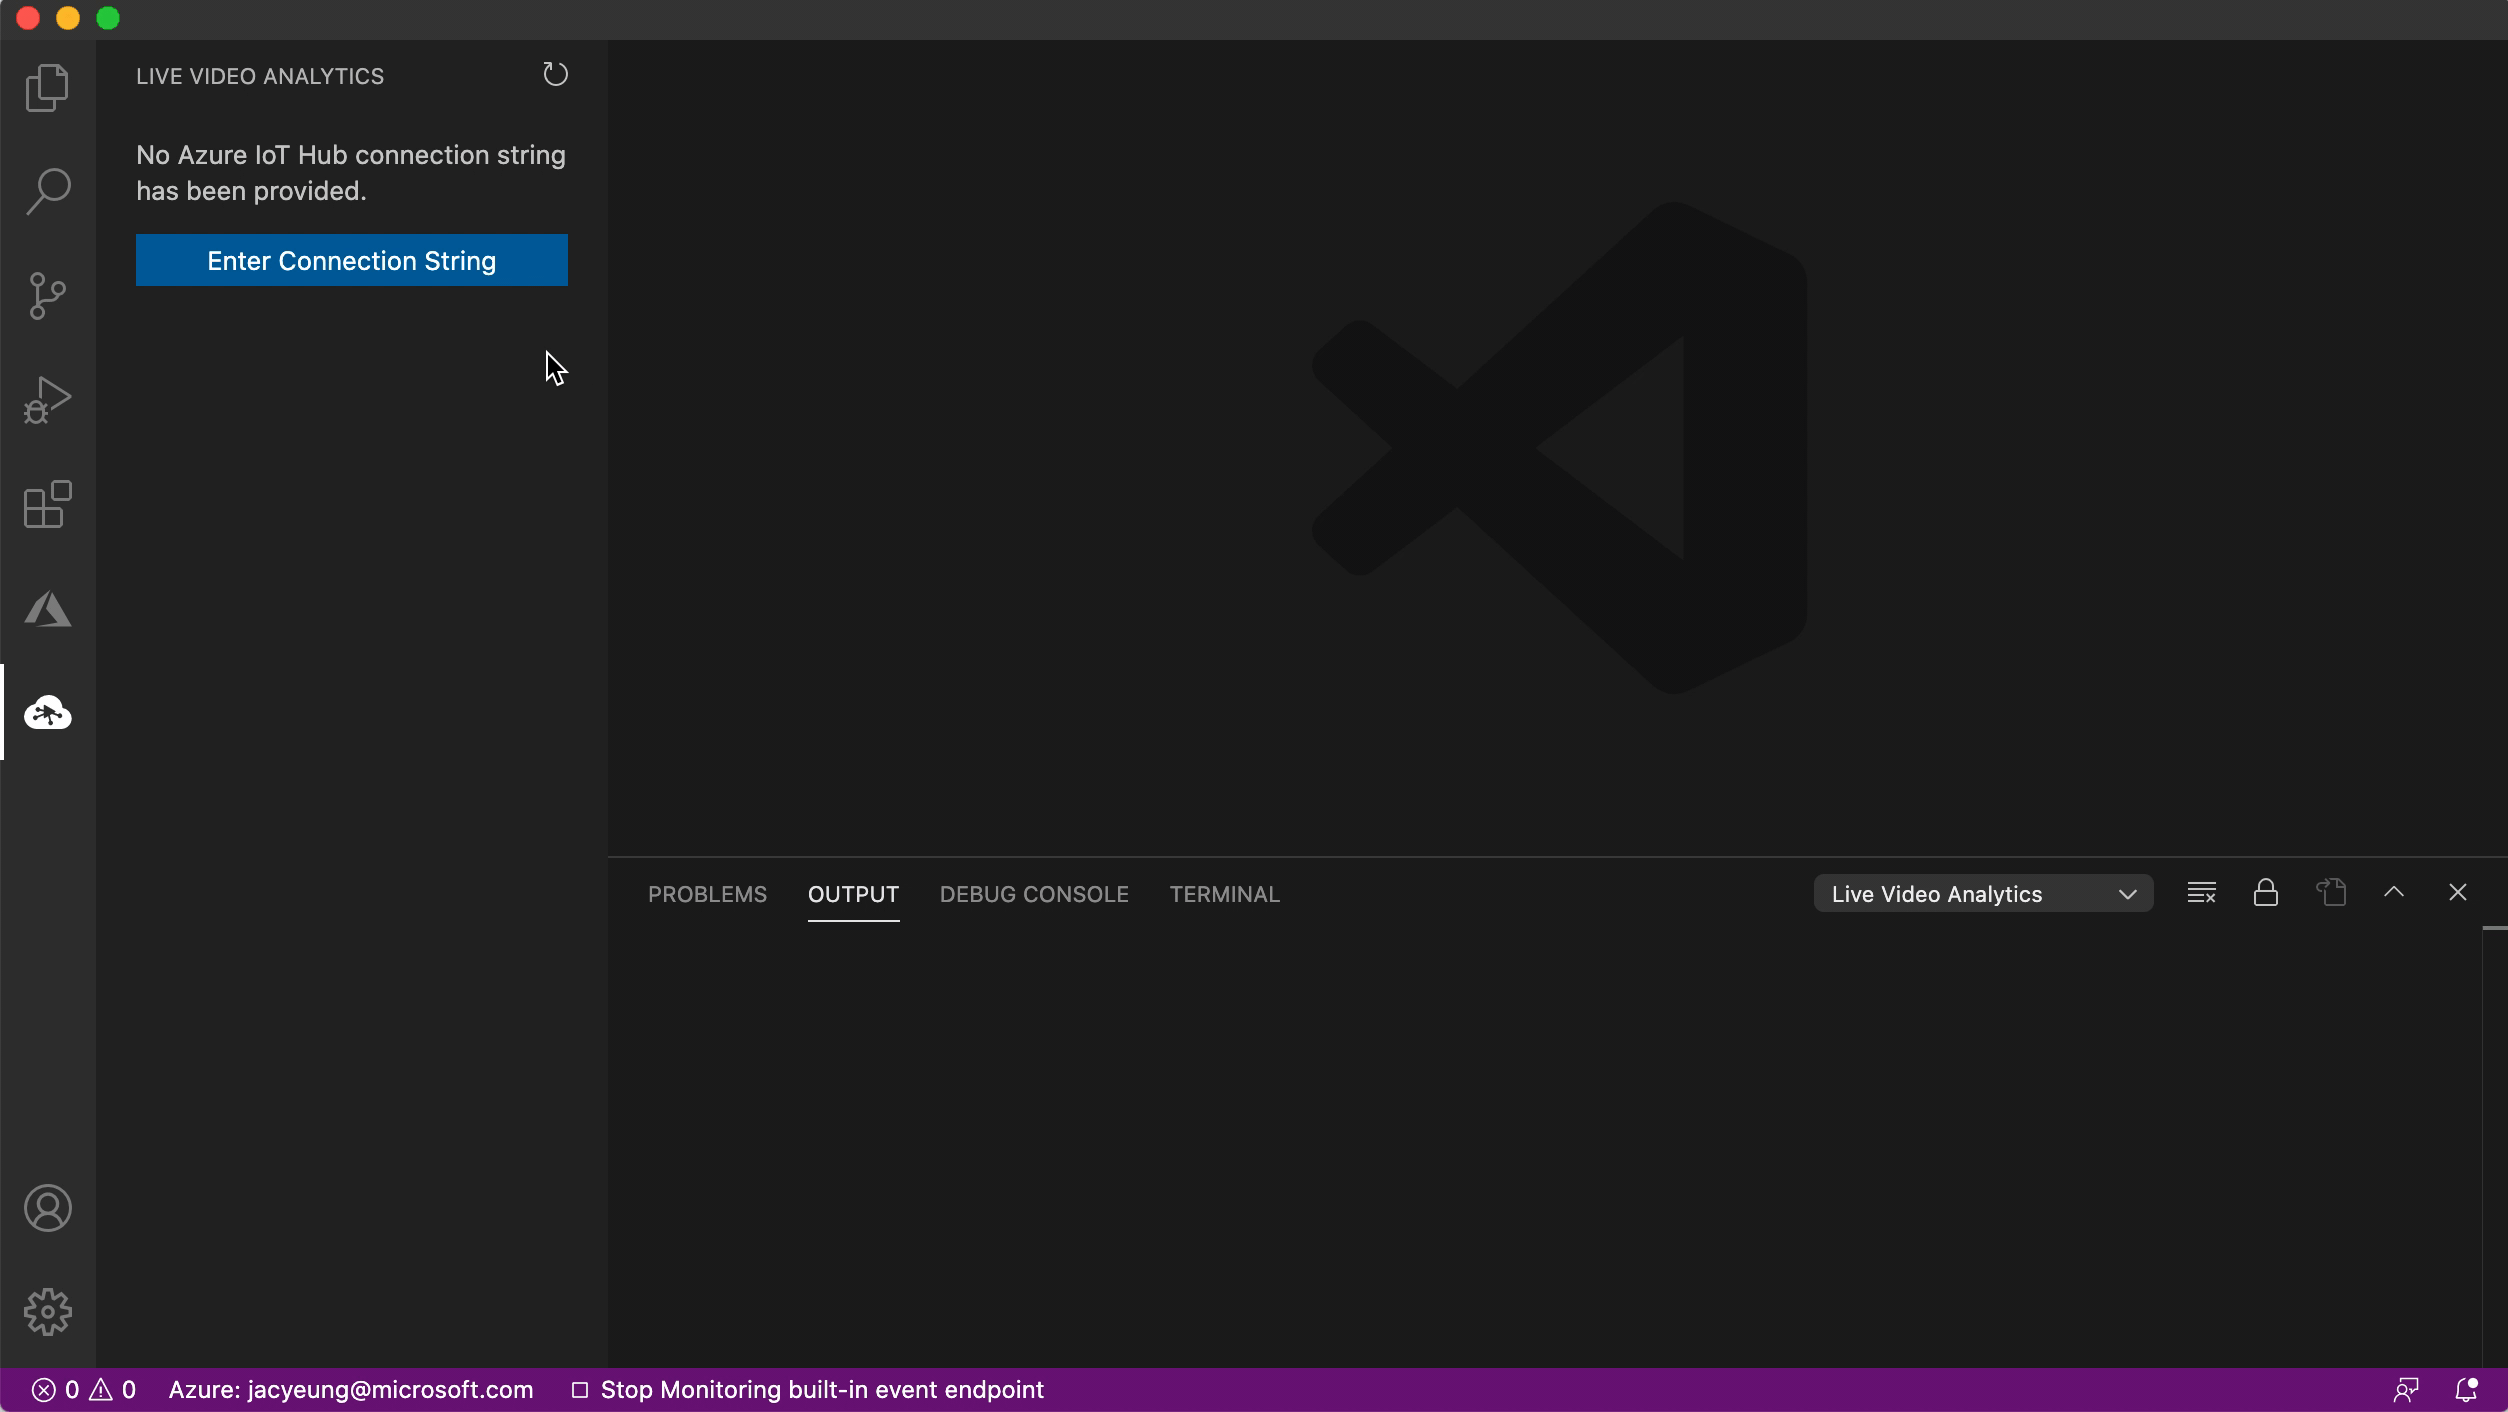 LIVE VIDEO ANALYTICS
No Azure IoT Hub connection string
has been provided.
Enter Connection String
PROBLEMS OUTPUT DEBUG CONSOLE TERMINAL Live Video Analytics
0 0 Azure: jacyeung@microsoft.com Stop Monitoring built-in event endpoint